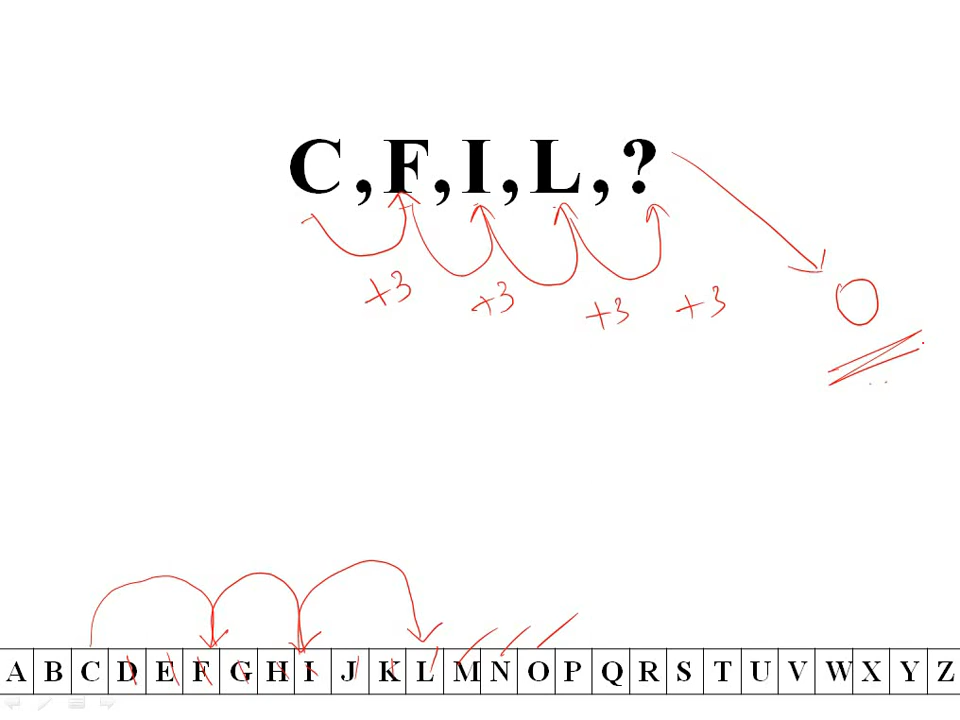 C , F , I , L , ?
+3 +3 +3 +3
O
A B C D E F G H I J K L M N O P Q R S T U V W X Y Z